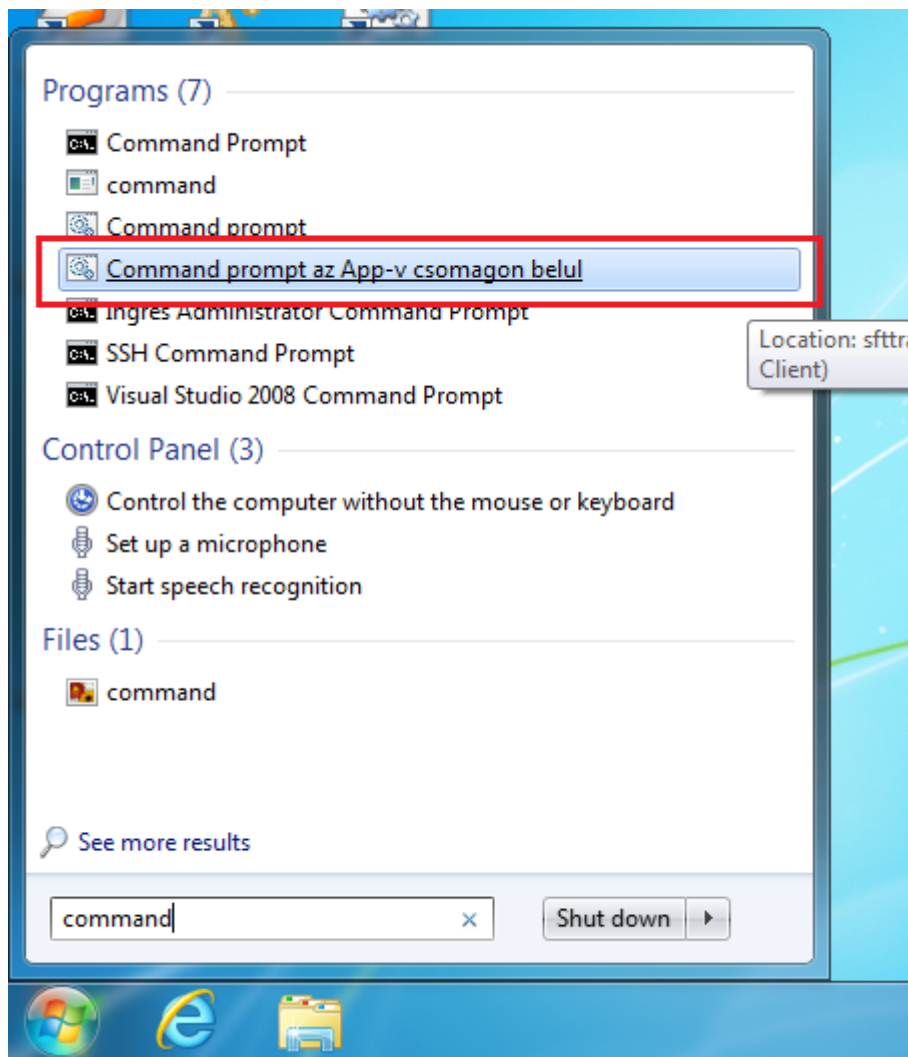 Programs (7)
Command Prompt
command
Command prompt
Command prompt az App-v csomagon belul
Ingres Administrator Command Prompt
SSH Command Prompt
Visual Studio 2008 Command Prompt
Location: sfttra
Client)
Control Panel (3)
Control the computer without the mouse or keyboard
Set up a microphone
Start speech recognition
Files (1)
command
See more results
command
Shut down